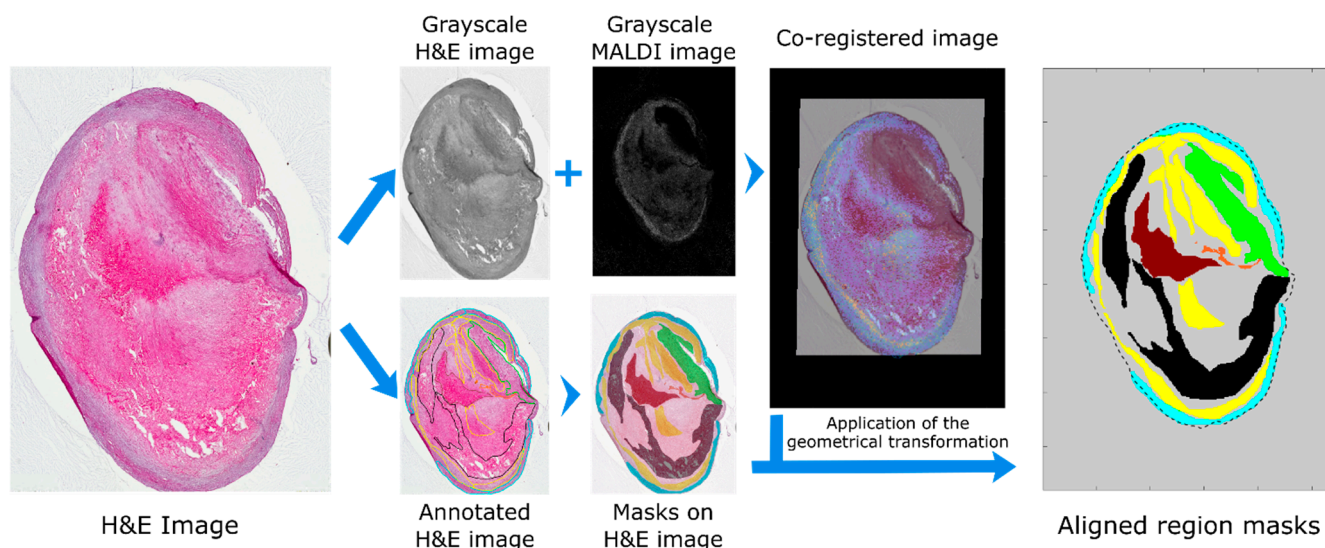 Grayscale
H&E image
Grayscale
MALDI image
Co-registered image
+
H&E Image
Annotated
H&E image
Masks on
H&E image
Application of the
geometrical transformation
Aligned region masks